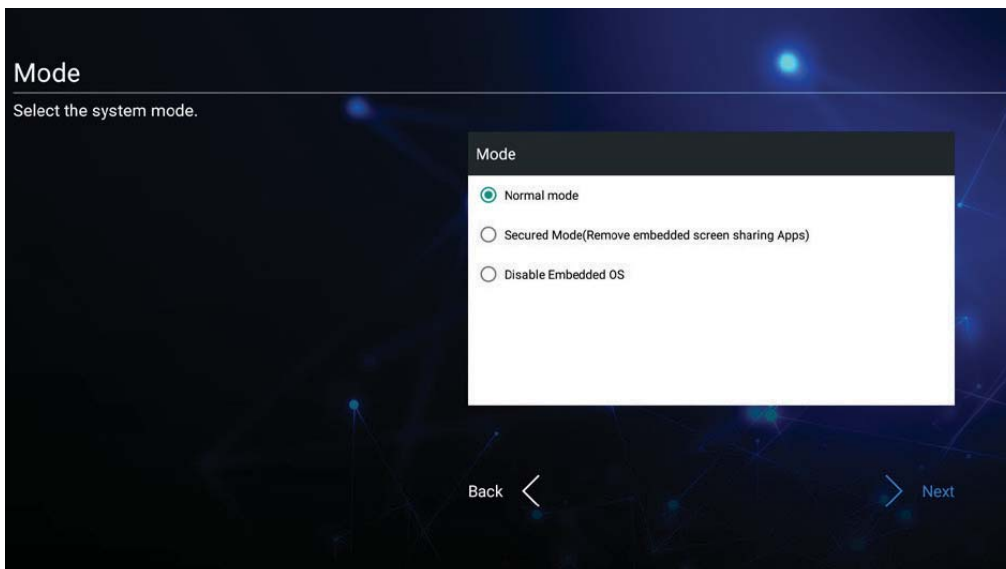 Mode
Select the system mode.
Mode
Normal mode
Secured Mode(Remove embedded screen sharing Apps)
Disable Embedded OS
Back
Next